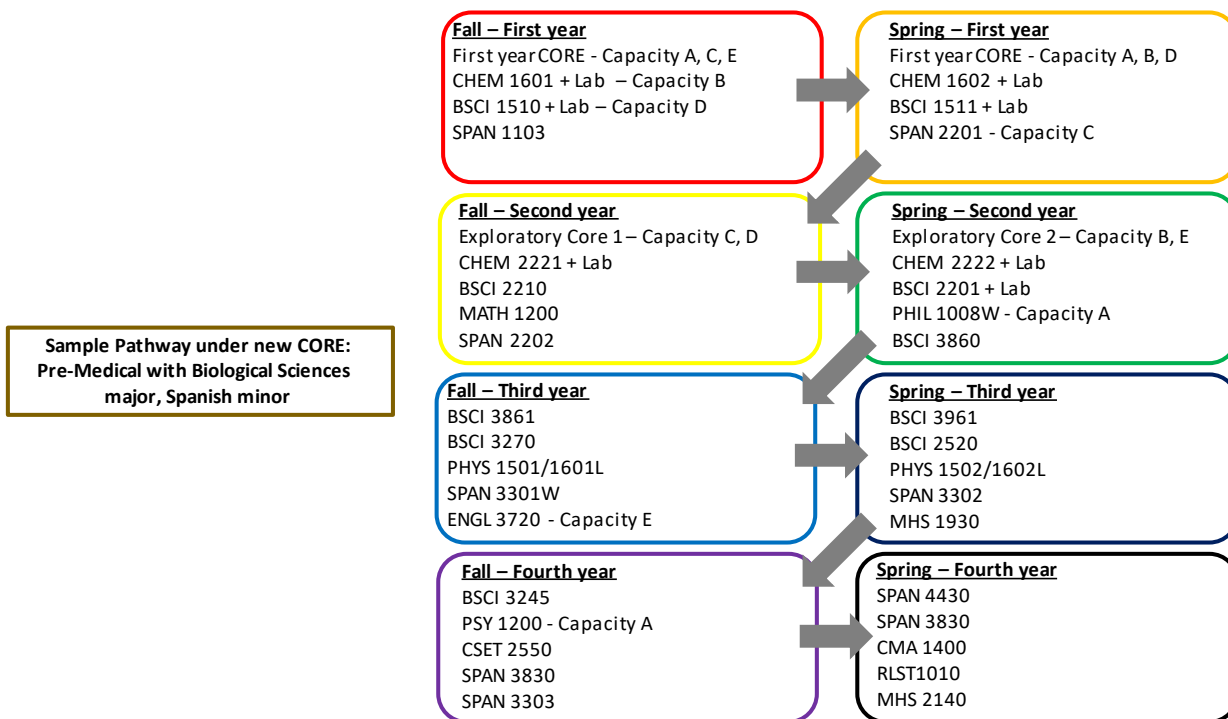 Fall – First year
First year CORE - Capacity A, C, E
CHEM 1601 + Lab – Capacity B
BSCI 1510 + Lab – Capacity D
SPAN 1103
Spring – First year
First year CORE - Capacity A, B, D
CHEM 1602 + Lab
BSCI 1511 + Lab
SPAN 2201 - Capacity C
Fall – Second year
Exploratory Core 1 – Capacity C, D
CHEM 2221 + Lab
BSCI 2210
MATH 1200
SPAN 2202
Spring – Second year
Exploratory Core 2 – Capacity B, E
CHEM 2222 + Lab
BSCI 2201 + Lab
PHIL 1008W - Capacity A
BSCI 3860
Sample Pathway under new CORE:
Pre-Medical with Biological Sciences
major, Spanish minor
Fall – Third year
BSCI 3861
BSCI 3270
PHYS 1501/1601L
SPAN 3301W
ENGL 3720 - Capacity E
Spring – Third year
BSCI 3961
BSCI 2520
PHYS 1502/1602L
SPAN 3302
MHS 1930
Fall – Fourth year
BSCI 3245
PSY 1200 - Capacity A
CSET 2550
SPAN 3830
SPAN 3303
Spring – Fourth year
SPAN 4430
SPAN 3830
CMA 1400
RLST1010
MHS 2140